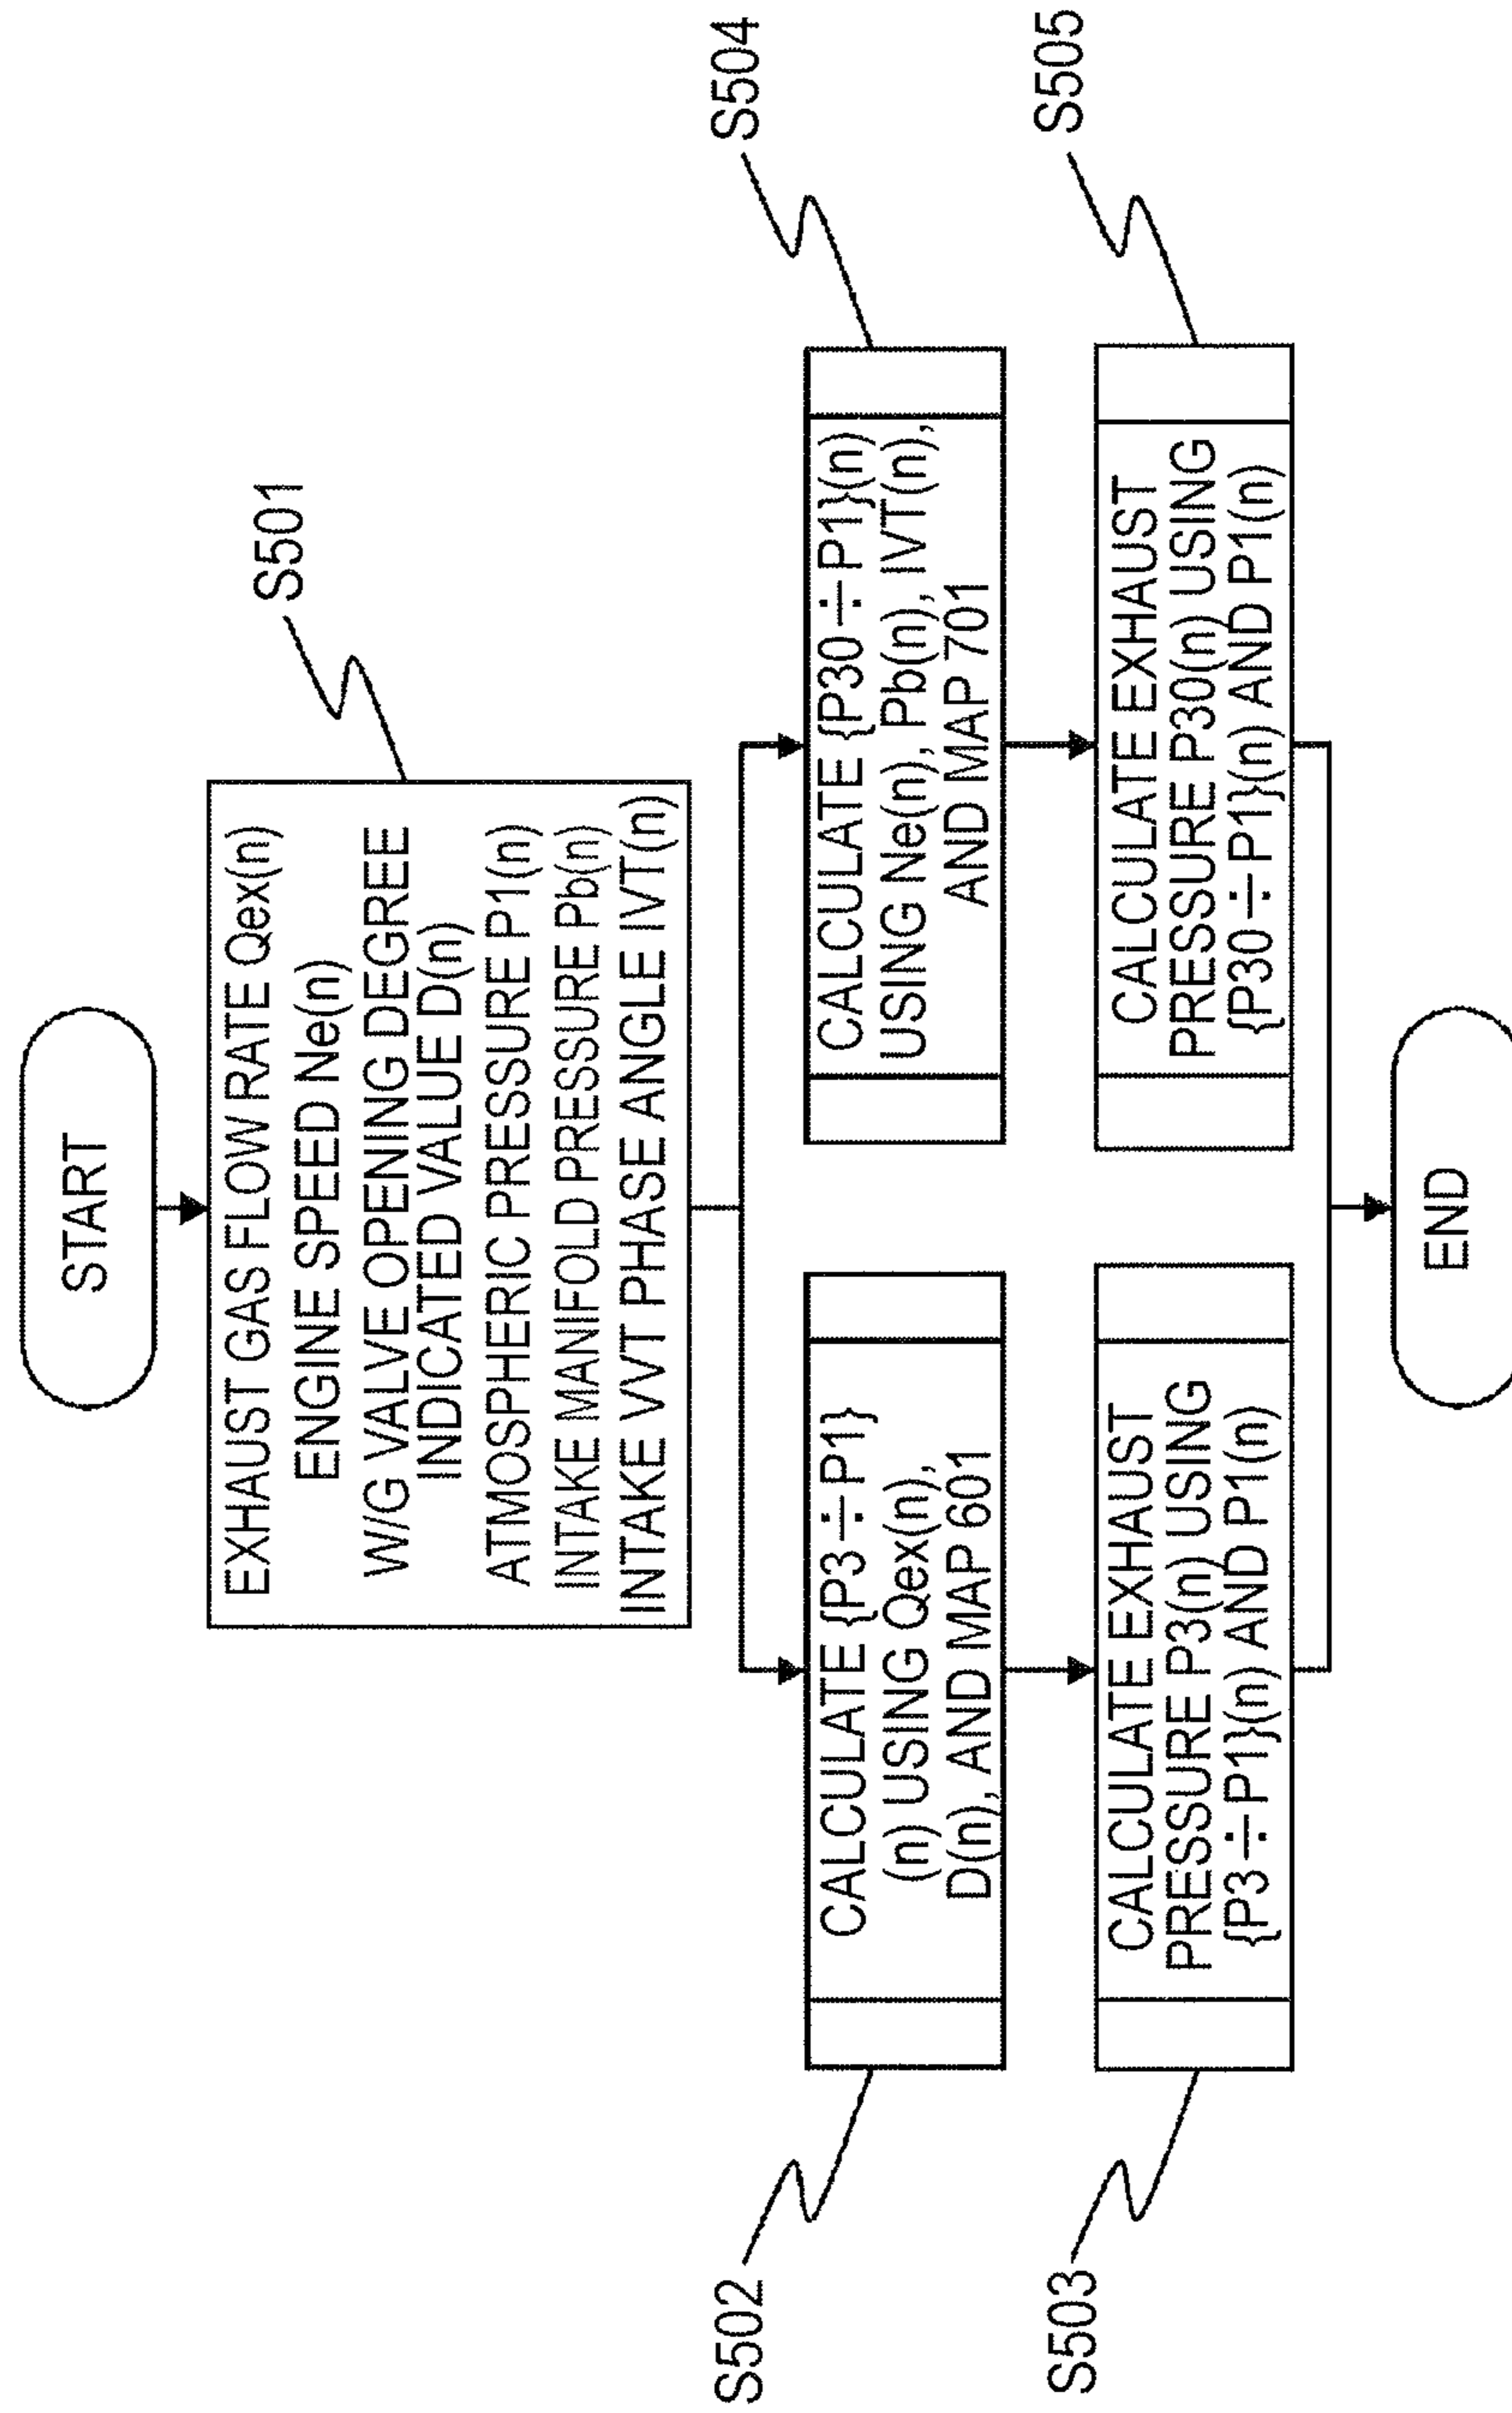 START
S501
EXHAUST GAS FLOW RATE Qex(n)
ENGINE SPEED Ne(n)
W/G VALVE OPENING DEGREE
INDICATED VALUE D(n)
ATMOSPHERIC PRESSURE P1(n)
INTAKE MANIFOLD PRESSURE Pb(n)
INTAKE VVT PHASE ANGLE IVT(n)
S502
CALCULATE {P3÷P1}
(n) USING Qex(n),
D(n), AND MAP 601
S504
CALCULATE {P30÷P1}(n)
USING Ne(n), Pb(n), IVT(n),
AND MAP 701
S503
CALCULATE EXHAUST
PRESSURE P3(n) USING
{P3÷P1}(n) AND P1(n)
S505
CALCULATE EXHAUST
PRESSURE P30(n) USING
{P30÷P1}(n) AND P1(n)
END